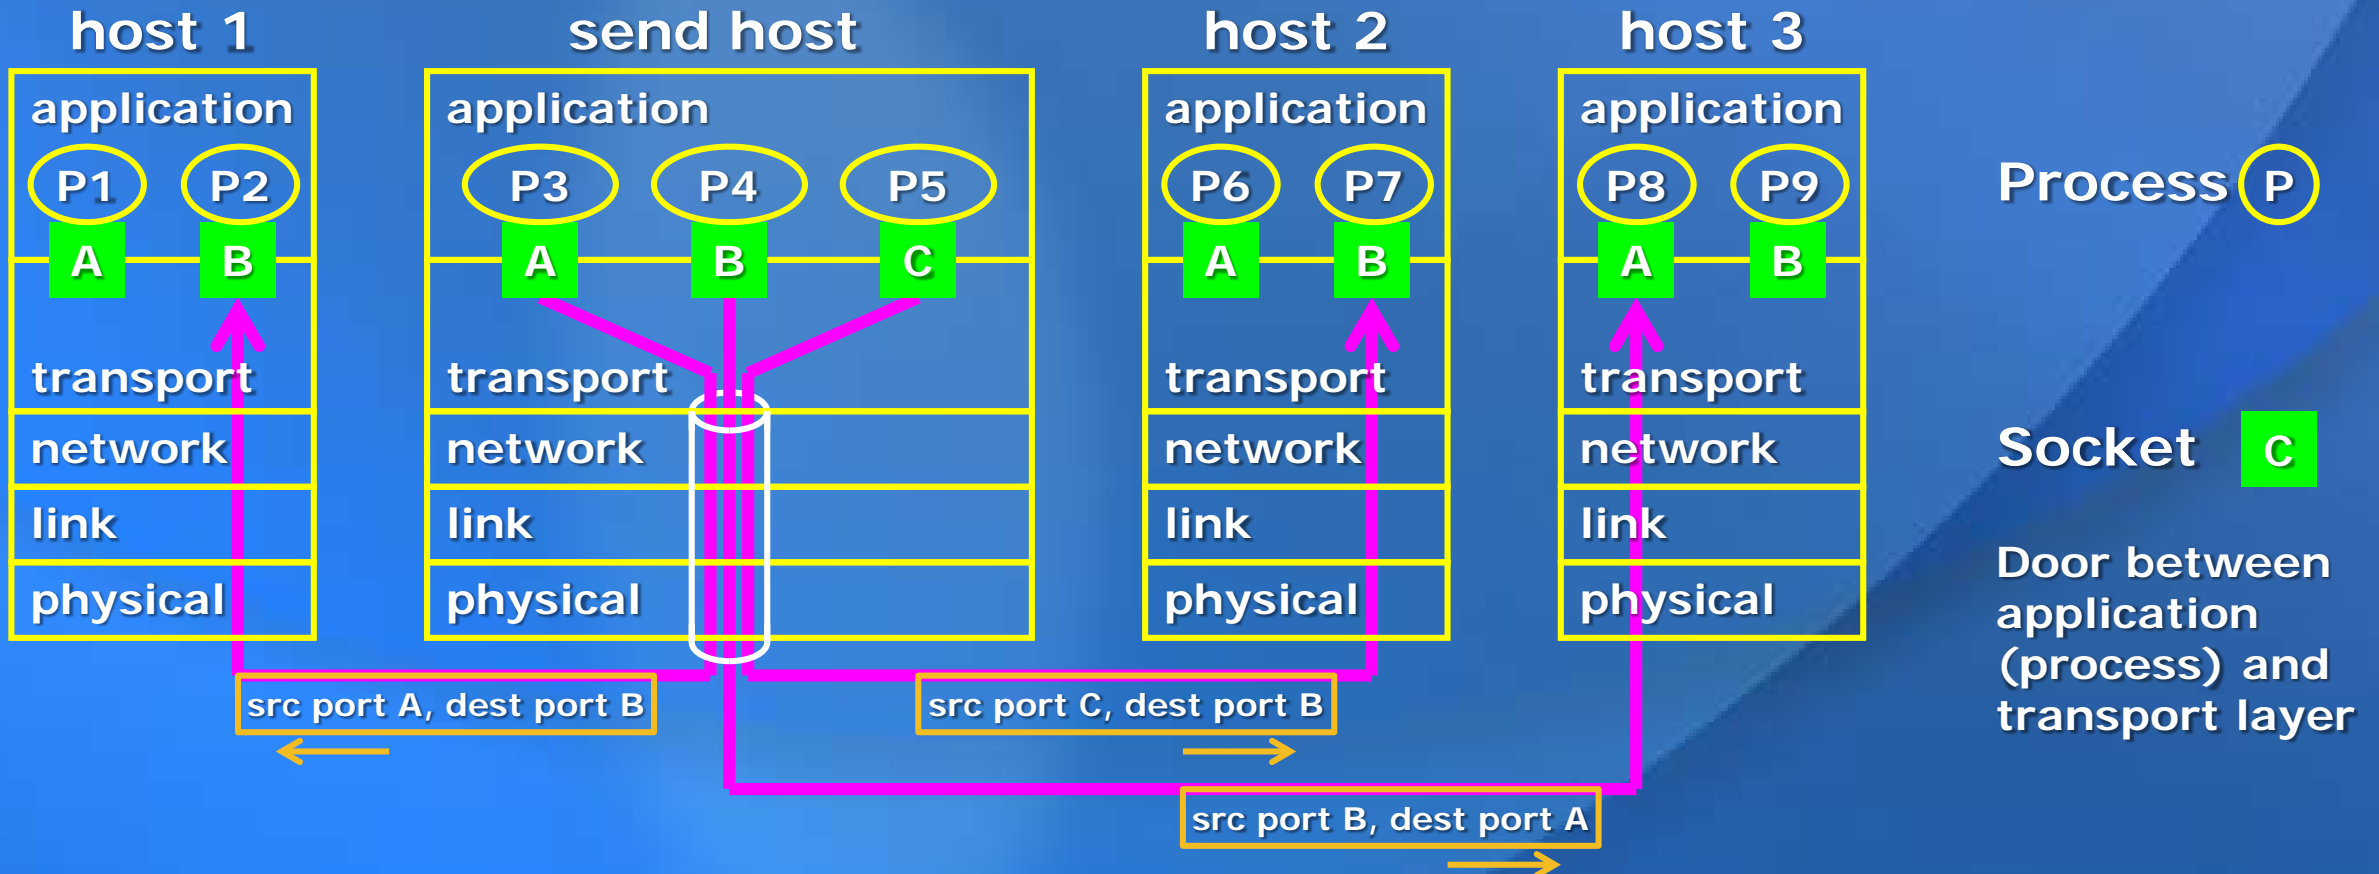 host 1
send host
host 2
host 3
application
application
application
application
P1
P2
P3
P4
P5
P6
P7
P8
P9
Process P
A
B
A
B
C
A
B
A
B
transport
transport
transport
transport
network
network
network
network
Socket C
link
link
link
link
physical
physical
physical
physical
Door between
application
(process) and
transport layer
src port A, dest port B
src port C, dest port B
src port B, dest port A